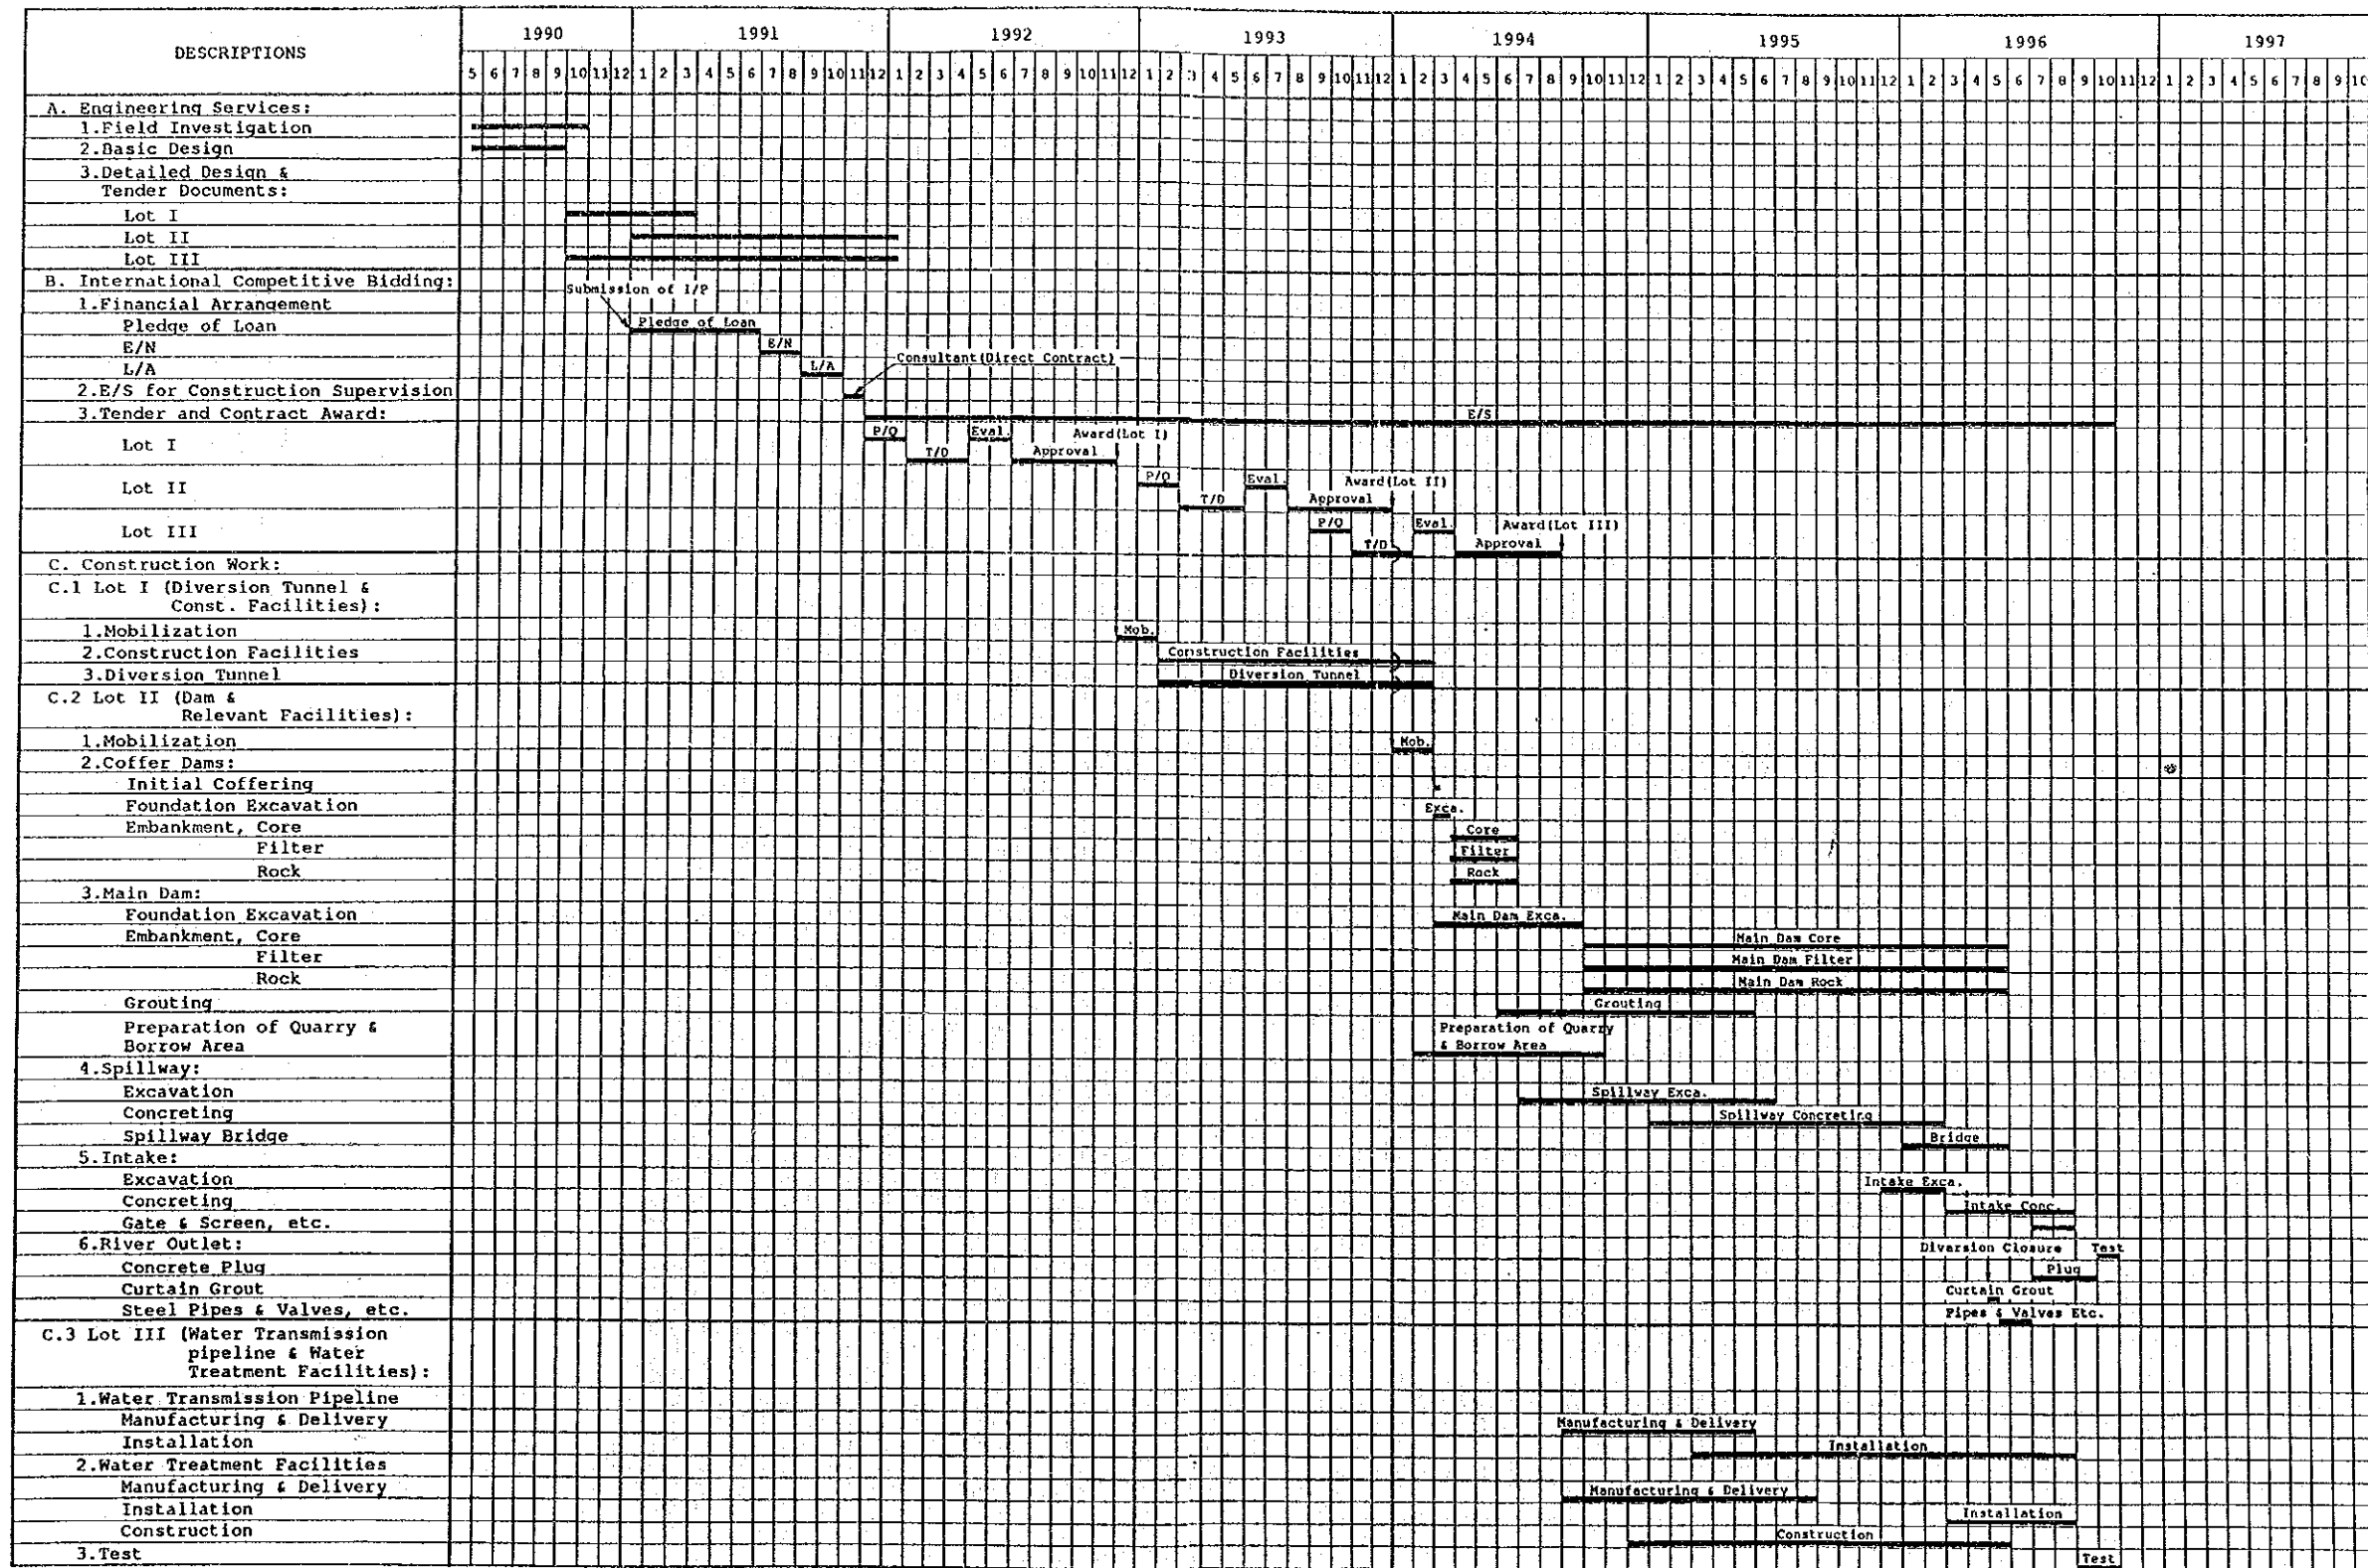 DESCRIPTIONS
1990 1991 1992 1993 1994 1995 1996 1997
5 6 7 8 9 10 11 12 1 2 3 4 5 6 7 8 9 10 11 12 1 2 3 4 5 6 7 8 9 10 11 12 1 2 3 4 5 6 7 8 9 10 11 12 1 2 3 4 5 6 7 8 9 10 11 12 1 2 3 4 5 6 7 8 9 10 11 12 1 2 3 4 5 6 7 8 9 10 11 12 1 2 3 4 5 6 7 8 9 10
A. Engineering Services:
1.Field Investigation
2.Basic Design
3.Detailed Design &
Tender Documents:
Lot I
Lot II
Lot III
B. International Competitive Bidding:
Submission of I/P
1.Financial Arrangement
Pledge of Loan Pledge of Loan
E/N E/N
Consultant(Direct Contract)
L/A L/A
2.E/S for Construction Supervision
3.Tender and Contract Award: E/S
P/Q Eval. Award(Lot I)
Lot I
T/D Approval
P/Q Eval. Award(Lot II)
Lot II
T/D Approval
P/Q Eval. Award(Lot III)
Lot III
T/D Approval
C. Construction Work:
C.1 Lot I (Diversion Tunnel &
Const. Facilities):
1.Mobilization Mob.
2.Construction Facilities Construction Facilities
3.Diversion Tunnel Diversion Tunnel
C.2 Lot II (Dam &
Relevant Facilities):
1.Mobilization Mob.
2.Coffer Dams:
Initial Coffering
Foundation Excavation Exca.
Embankment, Core Core
Filter Filter
Rock Rock
3.Main Dam:
Foundation Excavation Main Dam Exca.
Embankment, Core Main Dam Core
Filter Main Dam Filter
Rock Main Dam Rock
Grouting Grouting
Preparation of Quarry & Preparation of Quarry
Borrow Area & Borrow Area
4.Spillway:
Excavation Spillway Exca.
Concreting Spillway Concreting
Spillway Bridge Bridge
5.Intake:
Excavation Intake Exca.
Concreting Intake Conc.
Gate & Screen, etc.
6.River Outlet: Diversion Closure Test
Concrete Plug Plug
Curtain Grout Curtain Grout
Steel Pipes & Valves, etc. Pipes & Valves Etc.
C.3 Lot III (Water Transmission
pipeline & Water
Treatment Facilities):
1.Water Transmission Pipeline
Manufacturing & Delivery Manufacturing & Delivery
Installation Installation
2.Water Treatment Facilities
Manufacturing & Delivery Manufacturing & Delivery
Installation Installation
Construction Construction
3.Test Test